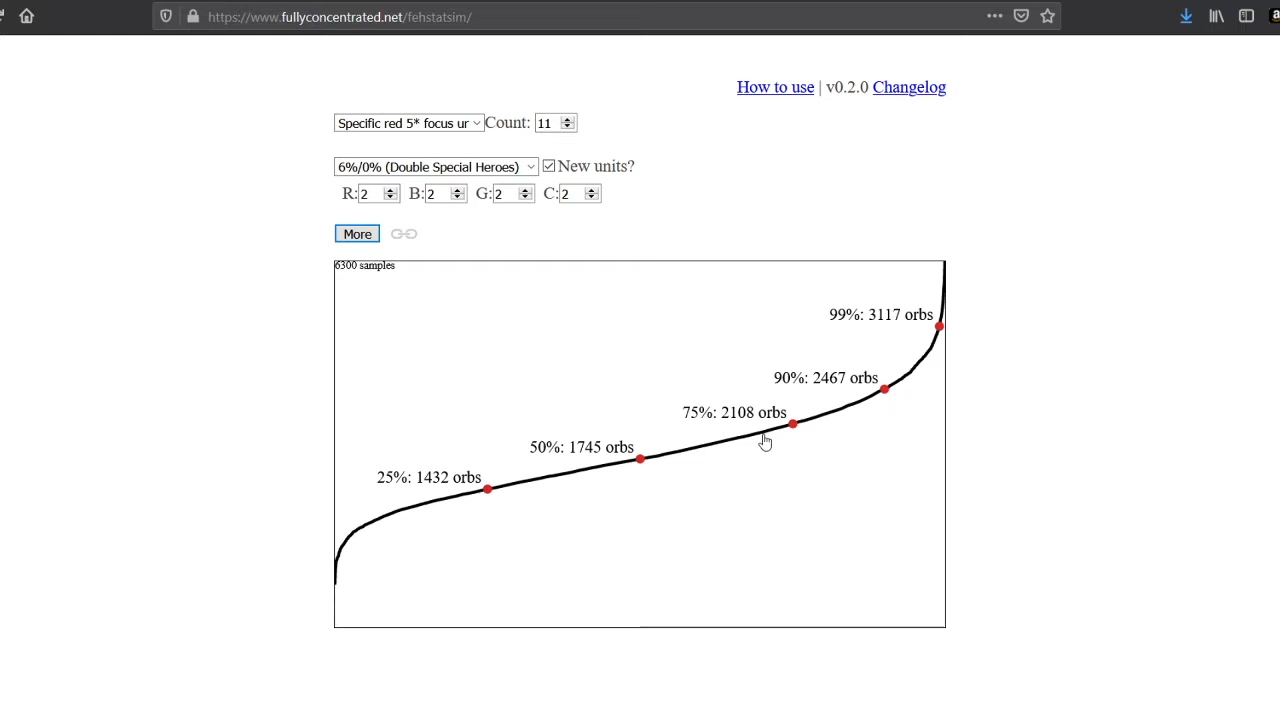 https://www.fullyconcentrated.net/fehstatsim/
How to use | v0.2.0 Changelog
Specific red 5* focus ur Count: 11
6%/0% (Double Special Heroes) New units?
R: 2 B: 2 G: 2 C: 2
More
6300 samples
99%: 3117 orbs
90%: 2467 orbs
75%: 2108 orbs
50%: 1745 orbs
25%: 1432 orbs